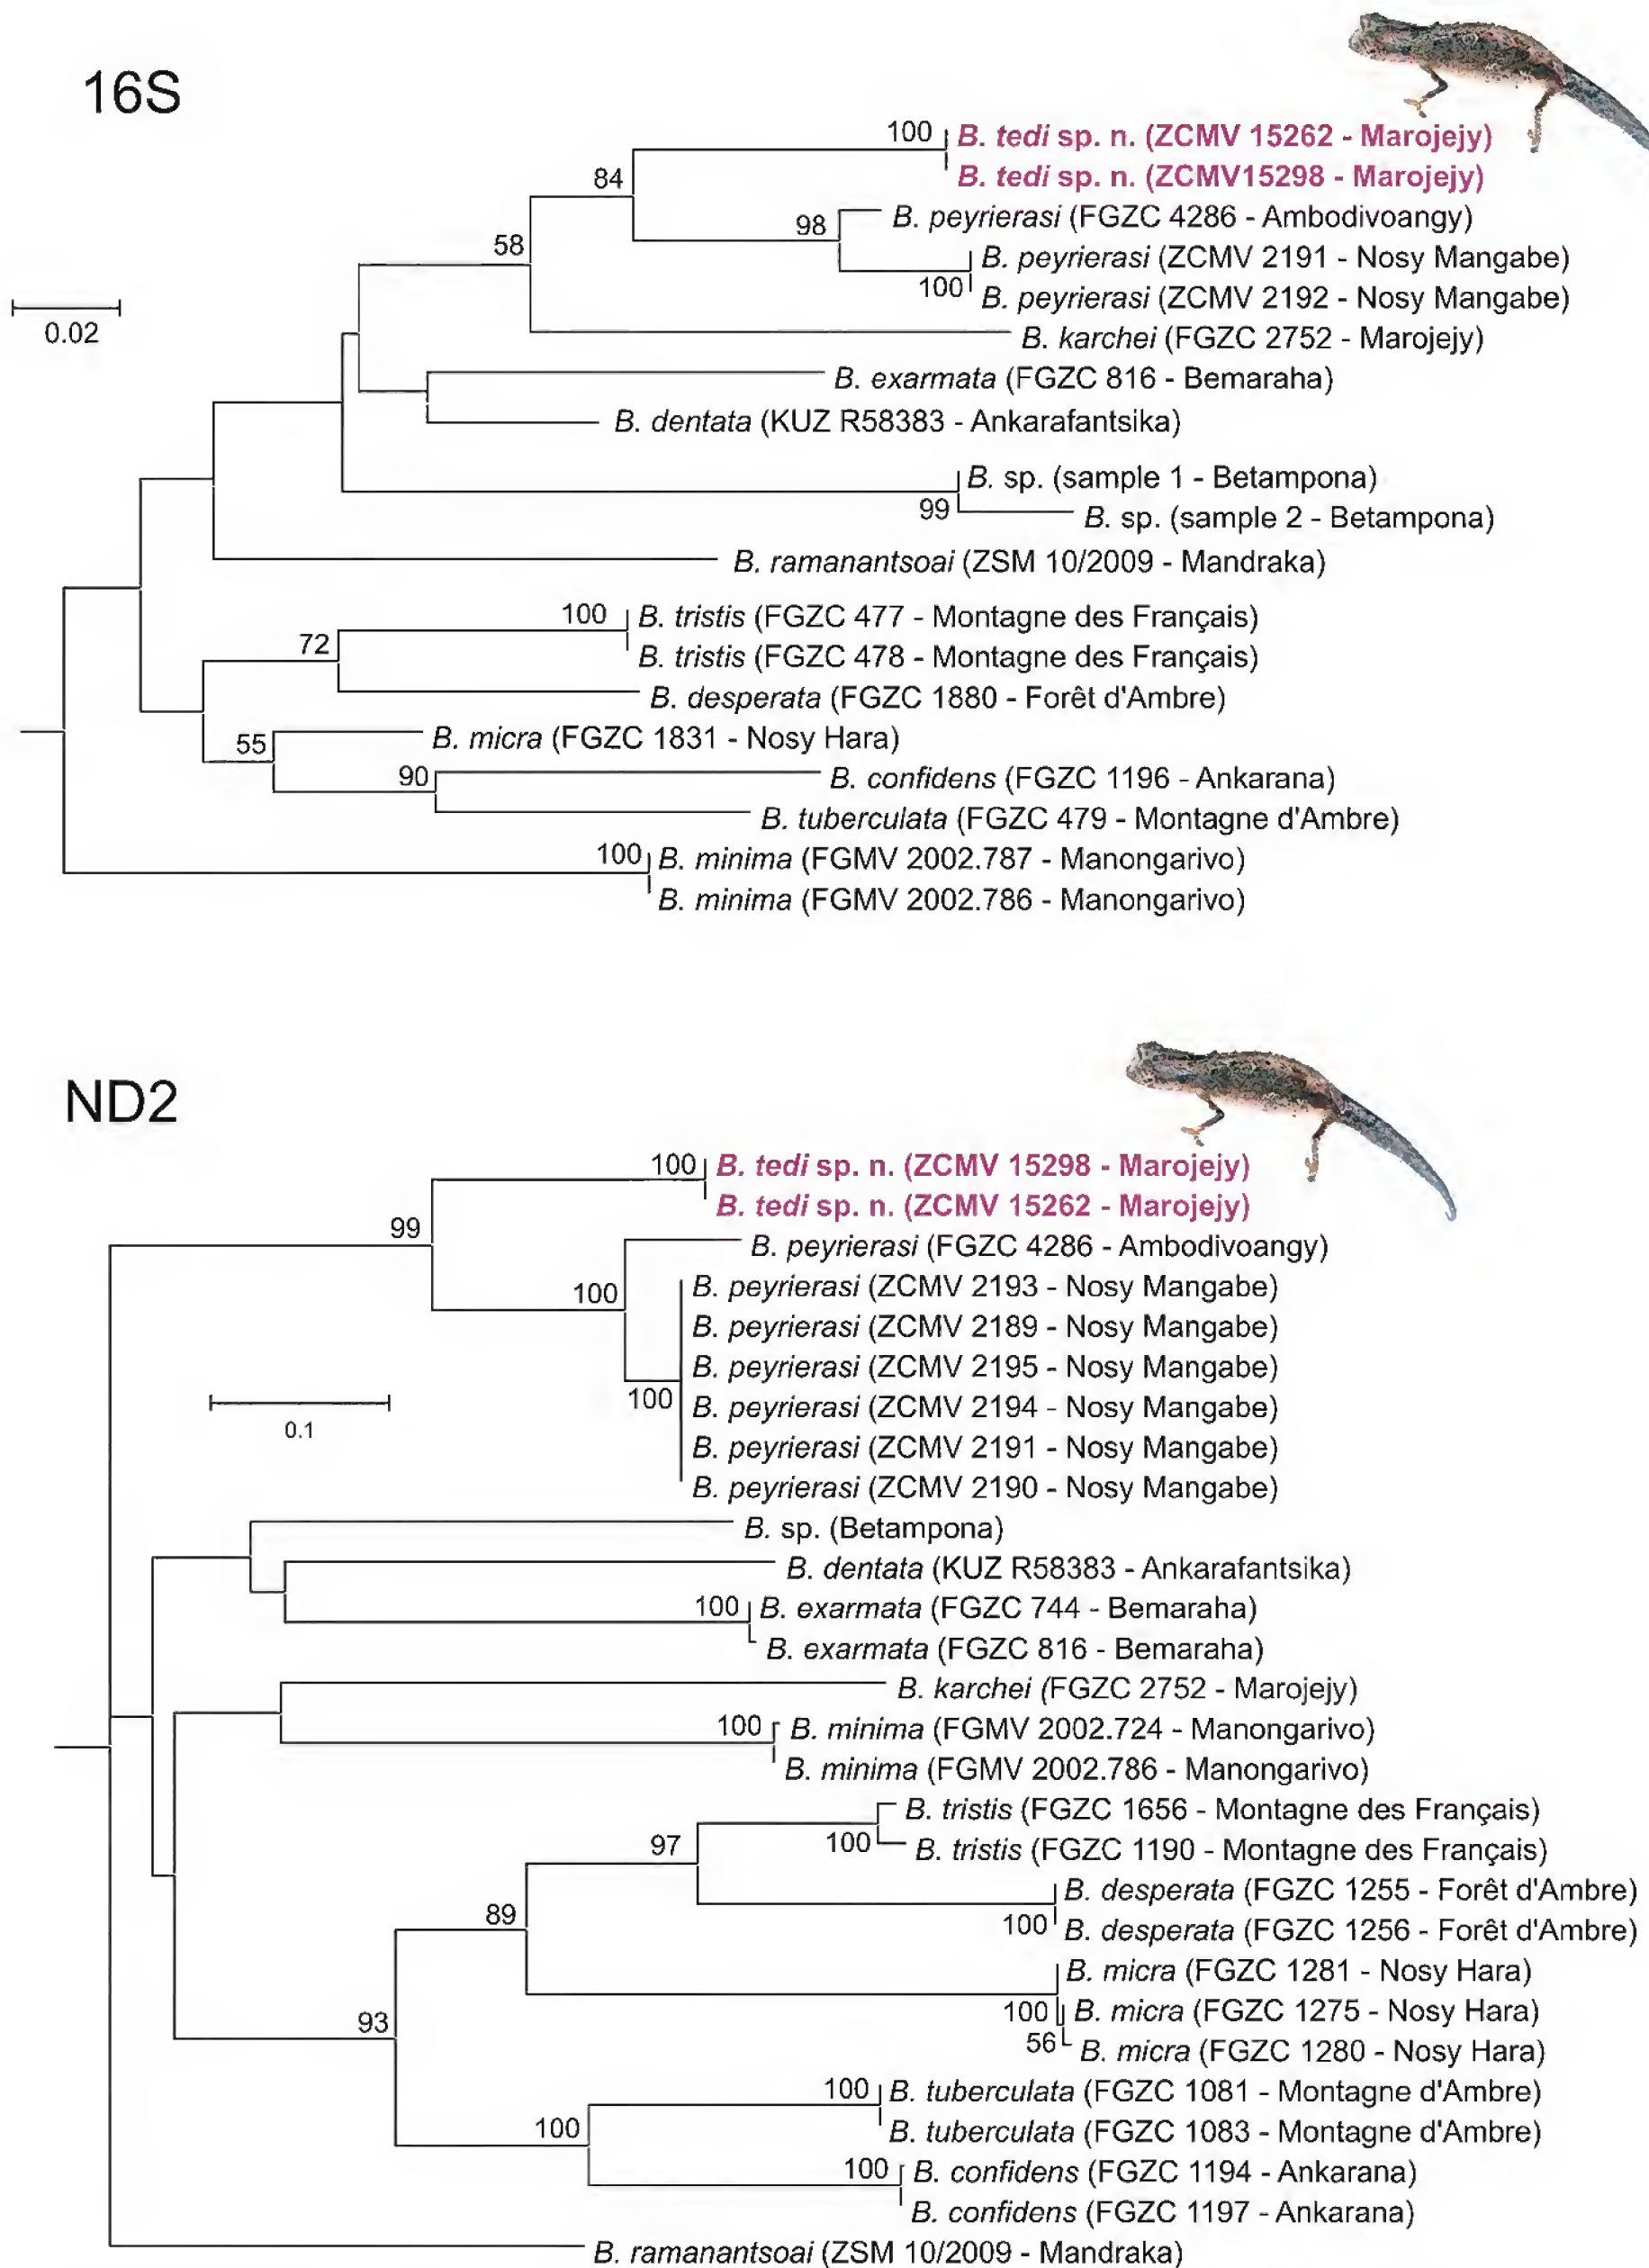 16S
100
B. tedi sp. n. (ZCMV 15262 - Marojejy)
B. tedi sp. n. (ZCMV15298 - Marojejy)
84
B. peyrierasi (FGZC 4286 - Ambodivoangy)
98
58
B. peyrierasi (ZCMV 2191 - Nosy Mangabe)
100
B. peyrierasi (ZCMV 2192 - Nosy Mangabe)
0.02
B. karchei (FGZC 2752 - Marojejy)
B. exarmata (FGZC 816 - Bemaraha)
B. dentata (KUZ R58383 - Ankarafantsika)
B. sp. (sample 1 - Betampona)
99
B. sp. (sample 2 - Betampona)
B. ramanantsoai (ZSM 10/2009 - Mandraka)
100
B. tristis (FGZC 477 - Montagne des Français)
72
B. tristis (FGZC 478 - Montagne des Français)
B. desperata (FGZC 1880 - Forêt d'Ambre)
55
B. micra (FGZC 1831 - Nosy Hara)
90
B. confidens (FGZC 1196 - Ankarana)
B. tuberculata (FGZC 479 - Montagne d'Ambre)
100
B. minima (FGMV 2002.787 - Manongarivo)
B. minima (FGMV 2002.786 - Manongarivo)
ND2
100
B. tedi sp. n. (ZCMV 15298 - Marojejy)
B. tedi sp. n. (ZCMV 15262 - Marojejy)
99
B. peyrierasi (FGZC 4286 - Ambodivoangy)
100
B. peyrierasi (ZCMV 2193 - Nosy Mangabe)
B. peyrierasi (ZCMV 2189 - Nosy Mangabe)
B. peyrierasi (ZCMV 2195 - Nosy Mangabe)
100
B. peyrierasi (ZCMV 2194 - Nosy Mangabe)
0.1
B. peyrierasi (ZCMV 2191 - Nosy Mangabe)
B. peyrierasi (ZCMV 2190 - Nosy Mangabe)
B. sp. (Betampona)
B. dentata (KUZ R58383 - Ankarafantsika)
100
B. exarmata (FGZC 744 - Bemaraha)
B. exarmata (FGZC 816 - Bemaraha)
B. karchei (FGZC 2752 - Marojejy)
100
B. minima (FGMV 2002.724 - Manongarivo)
B. minima (FGMV 2002.786 - Manongarivo)
B. tristis (FGZC 1656 - Montagne des Français)
97
100
B. tristis (FGZC 1190 - Montagne des Français)
B. desperata (FGZC 1255 - Forêt d'Ambre)
89
100
B. desperata (FGZC 1256 - Forêt d'Ambre)
B. micra (FGZC 1281 - Nosy Hara)
100
B. micra (FGZC 1275 - Nosy Hara)
93
56
B. micra (FGZC 1280 - Nosy Hara)
100
B. tuberculata (FGZC 1081 - Montagne d'Ambre)
100
B. tuberculata (FGZC 1083 - Montagne d'Ambre)
100
B. confidens (FGZC 1194 - Ankarana)
B. confidens (FGZC 1197 - Ankarana)
B. ramanantsoai (ZSM 10/2009 - Mandraka)